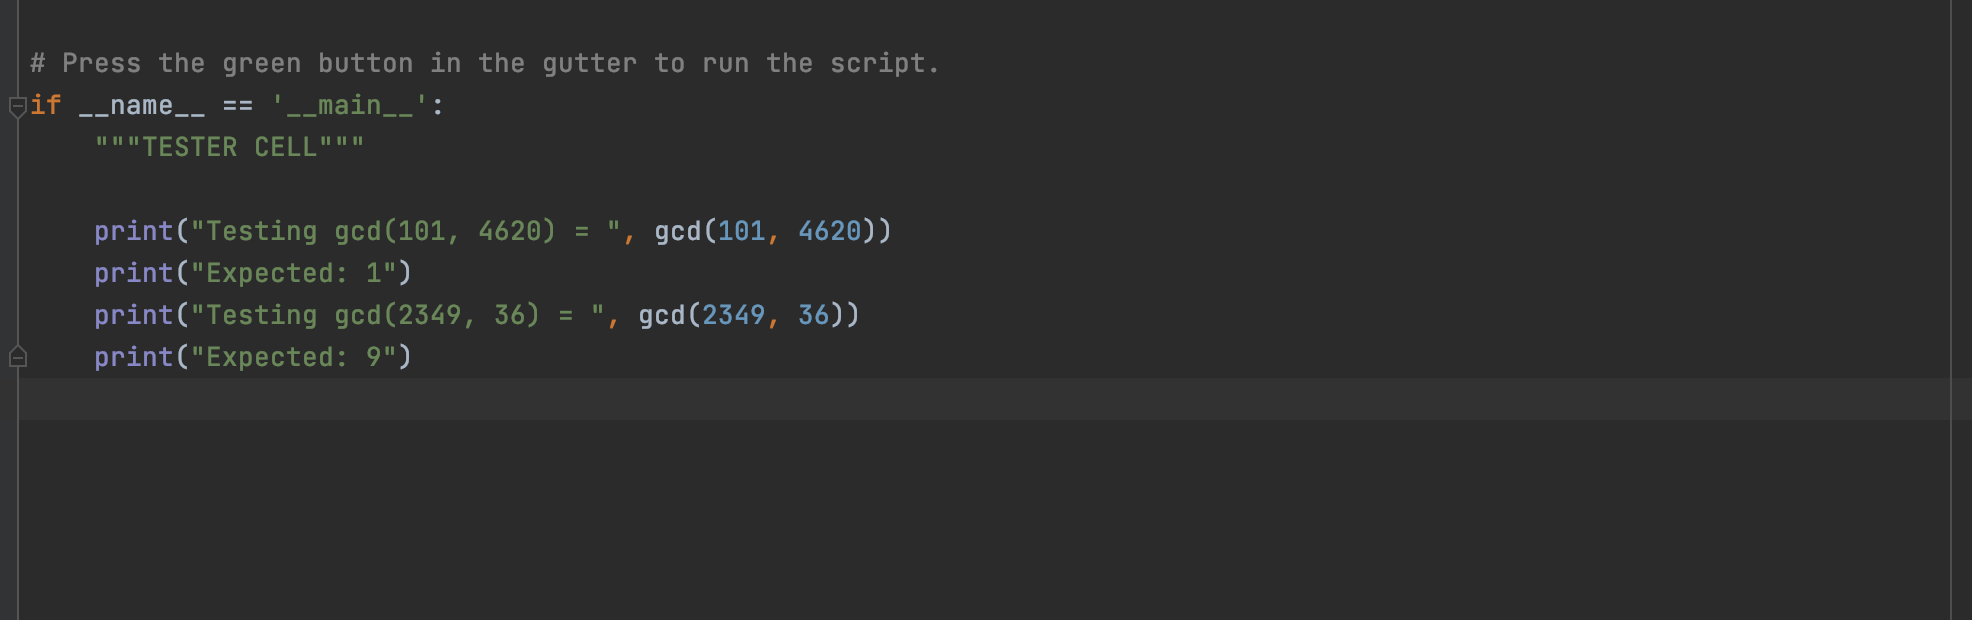 # Press the green button in the gutter to run the script.
if __name__ == '__main__':
    """TESTER CELL"""
    print("Testing gcd(101, 4620) = ", gcd(101, 4620))
    print("Expected: 1")
    print("Testing gcd(2349, 36) = ", gcd(2349, 36))
    print("Expected: 9")